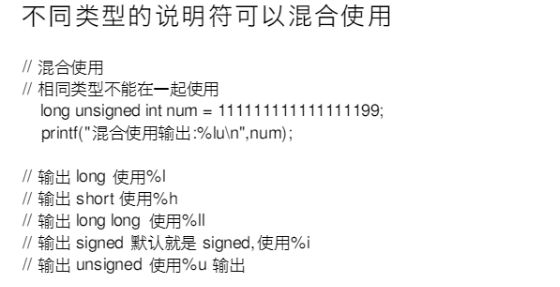 不同类型的说明符可以混合使用
// 混合使用
// 相同类型不能在一起使用
long unsigned int num = 111111111111111199;
printf("混合使用输出:%lu\n",num);
// 输出 long 使用%l
// 输出 short 使用%h
// 输出 long long 使用%ll
// 输出 signed 默认就是 signed,使用%i
// 输出 unsigned 使用%u 输出